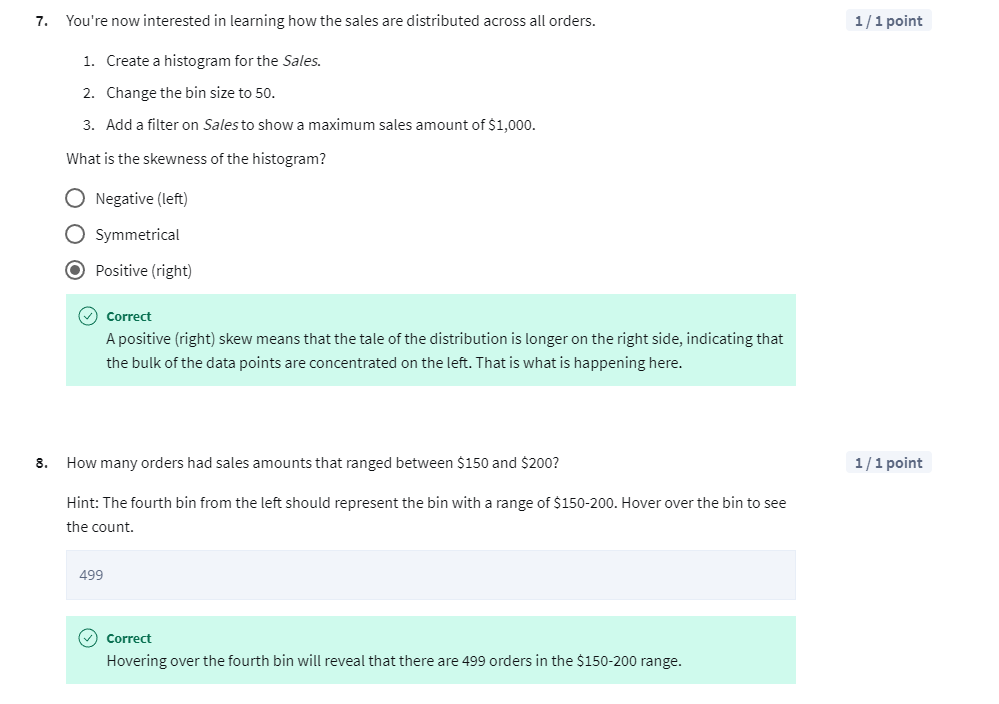 7. You're now interested in learning how the sales are distributed across all orders.
1 / 1 point
1. Create a histogram for the Sales.
2. Change the bin size to 50.
3. Add a filter on Sales to show a maximum sales amount of $1,000.
What is the skewness of the histogram?
Negative (left)
Symmetrical
Positive (right)
Correct
A positive (right) skew means that the tale of the distribution is longer on the right side, indicating that
the bulk of the data points are concentrated on the left. That is what is happening here.
8. How many orders had sales amounts that ranged between $150 and $200?
1 / 1 point
Hint: The fourth bin from the left should represent the bin with a range of $150-200. Hover over the bin to see
the count.
499
Correct
Hovering over the fourth bin will reveal that there are 499 orders in the $150-200 range.